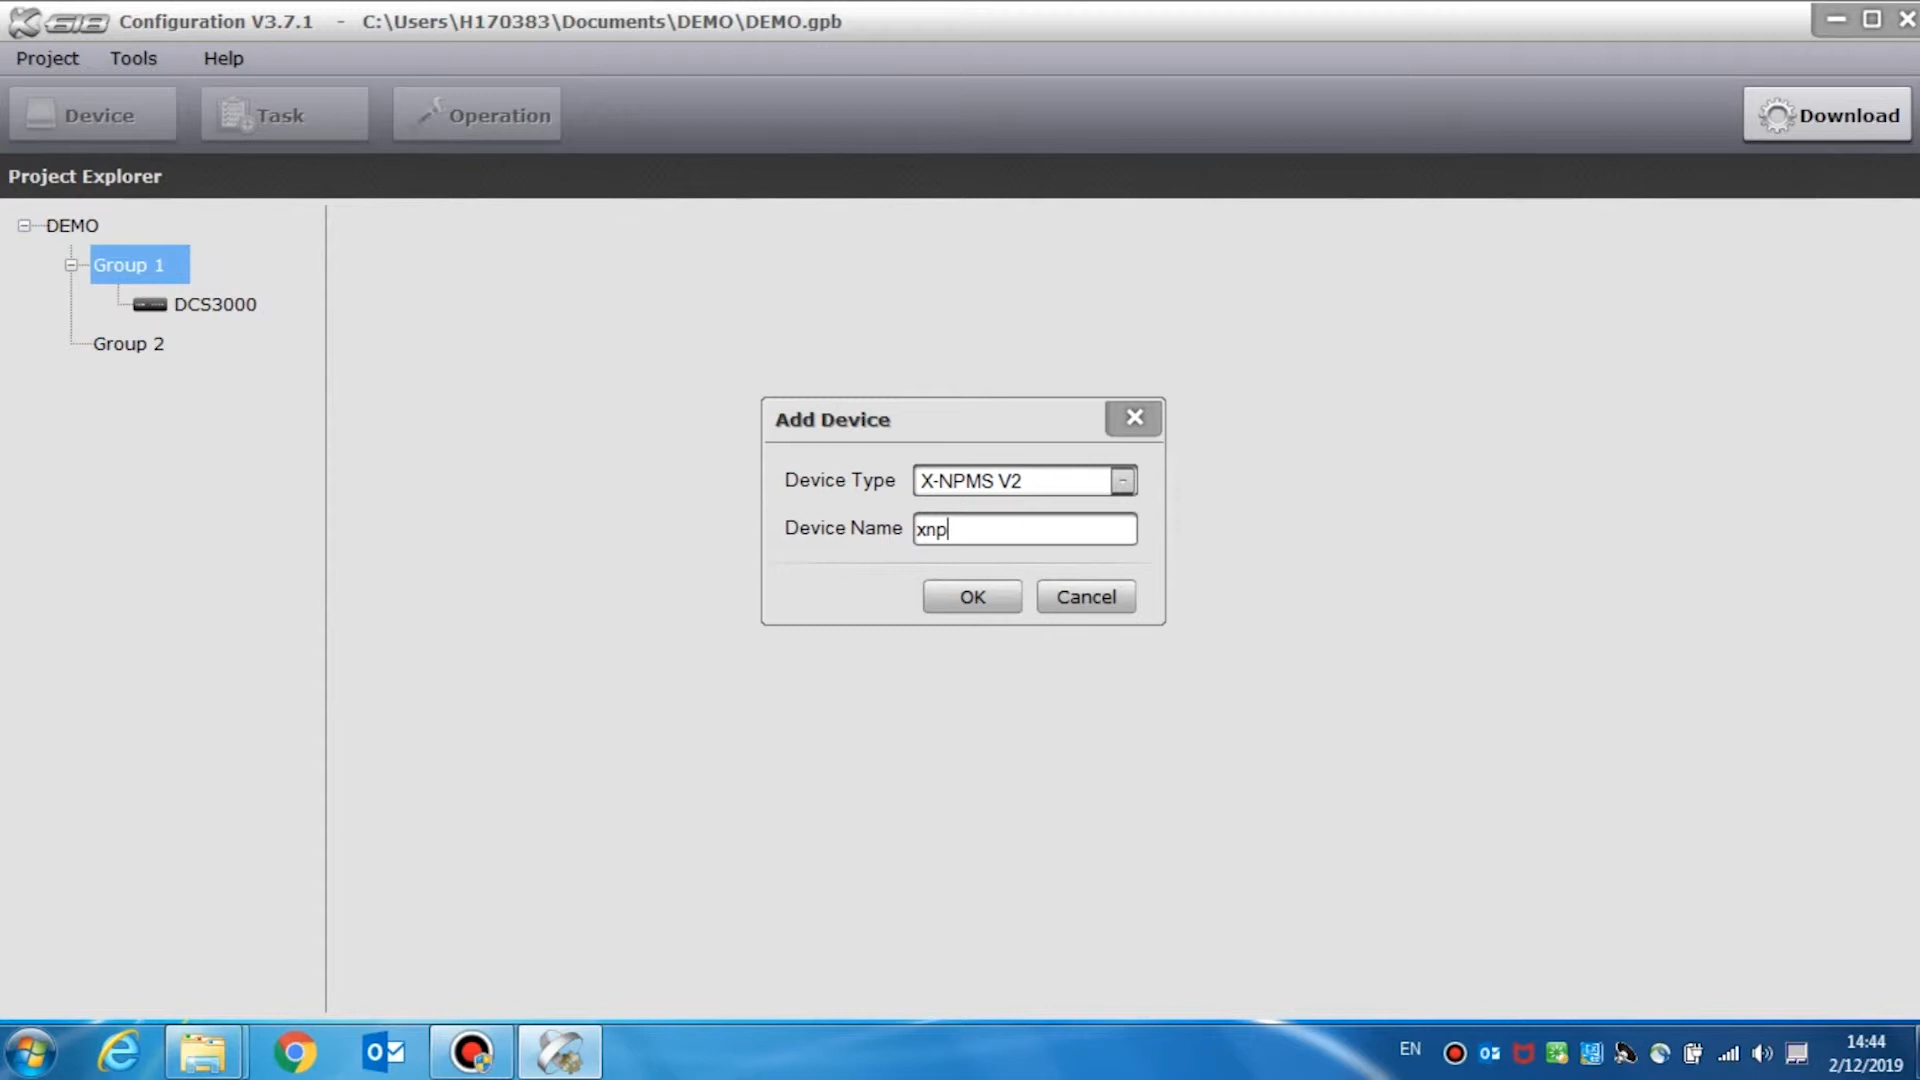 X-618 Configuration V3.7.1 - C:\Users\H170383\Documents\DEMO\DEMO.gpb
Project Tools Help
Device Task Operation Download
Project Explorer
DEMO
Group 1
DCS3000
Group 2
Add Device
Device Type X-NPMS V2
Device Name xnp
OK Cancel
EN
14:44
2/12/2019